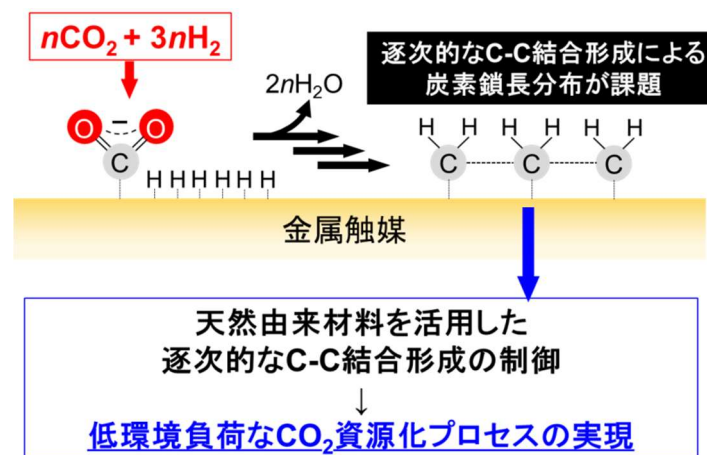 nCO₂ + 3nH₂
逐次的なC-C結合形成による
炭素鎖長分布が課題
2nH₂O
O − O
C
H H H H H H
H H H H H H
C C C
金属触媒
天然由来材料を活用した
逐次的なC-C結合形成の制御
↓
低環境負荷なCO₂資源化プロセスの実現